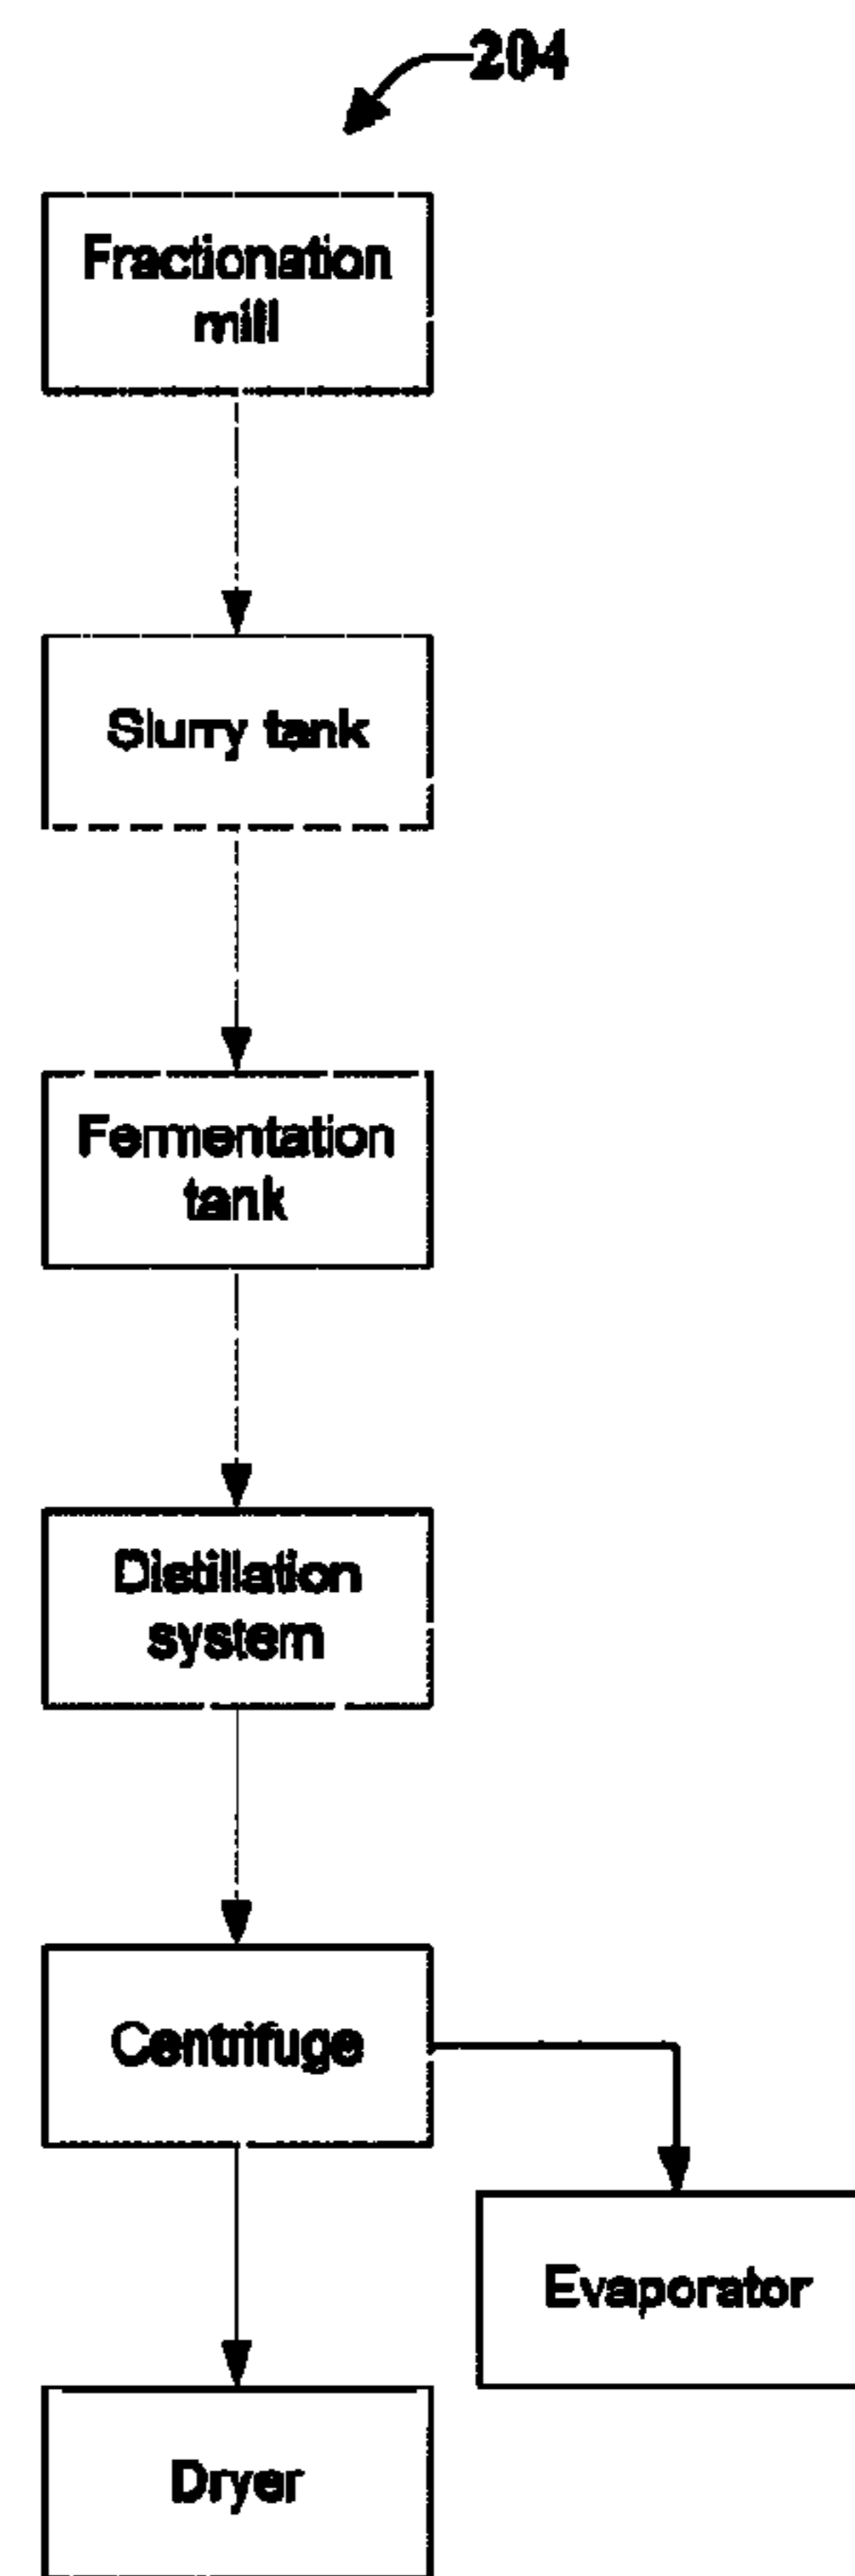 204
Fractionation
mill
Slurry tank
Fermentation
tank
Distillation
system
Centrifuge
Evaporator
Dryer